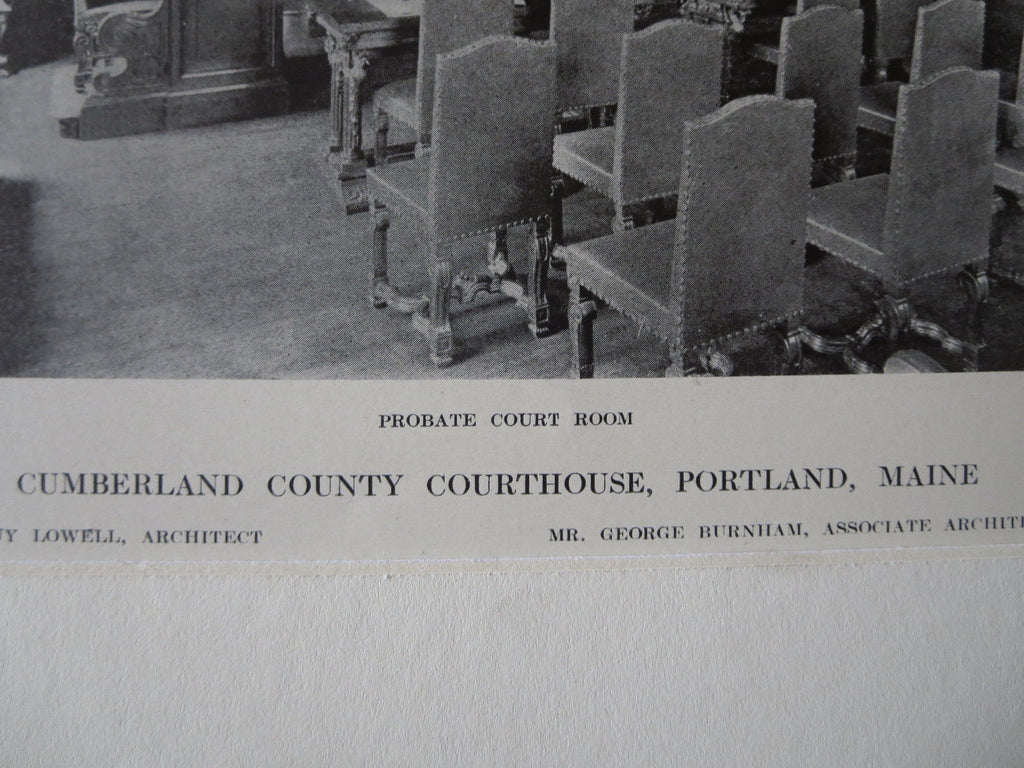 PROBATE COURT ROOM
CUMBERLAND COUNTY COURTHOUSE, PORTLAND, MAINE
LOWELL, ARCHITECT MR. GEORGE BURNHAM, ASSOCIATE